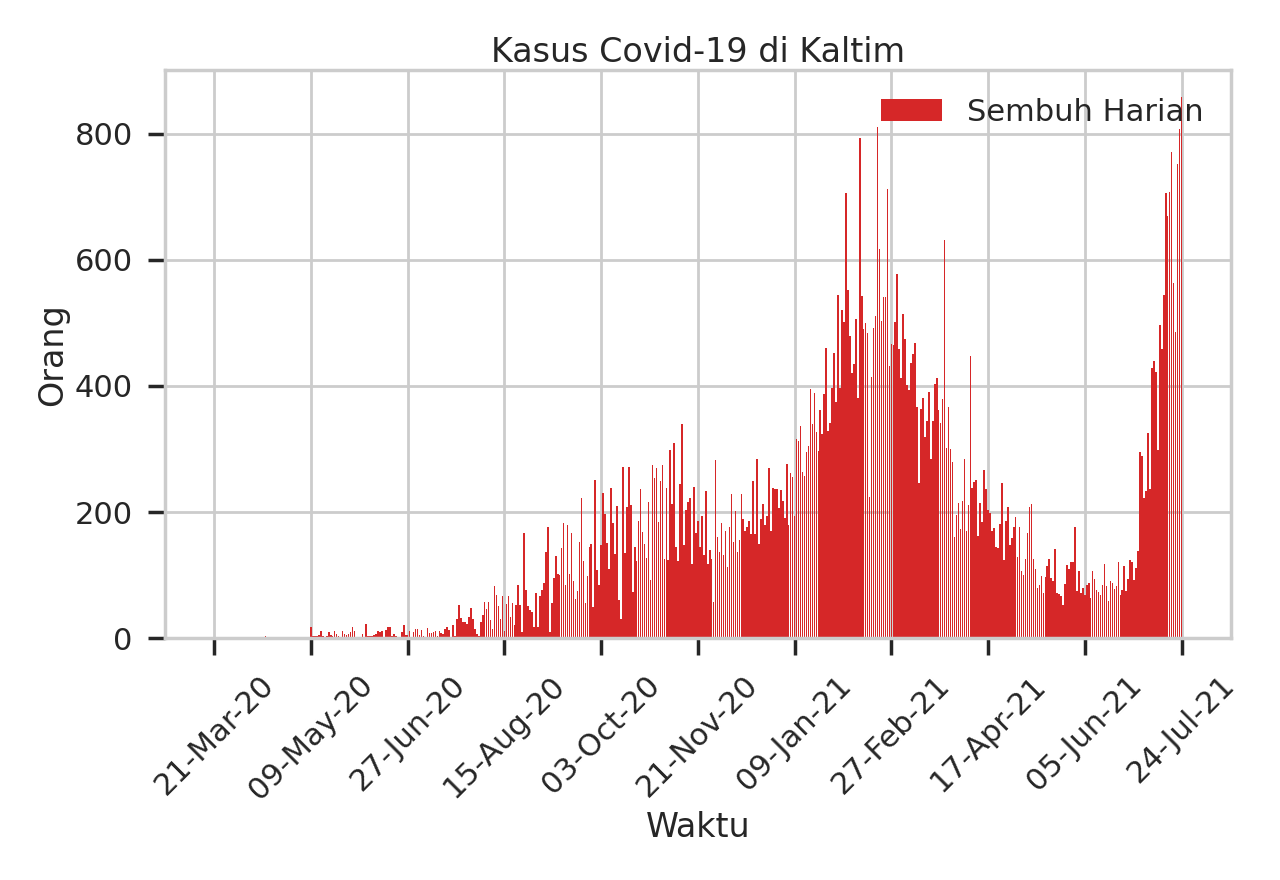 Kasus Covid-19 di Kaltim
Sembuh Harian
Orang
800
600
400
200
0
21-Mar-20
09-May-20
27-Jun-20
15-Aug-20
03-Oct-20
21-Nov-20
09-Jan-21
27-Feb-21
17-Apr-21
05-Jun-21
24-Jul-21
Waktu